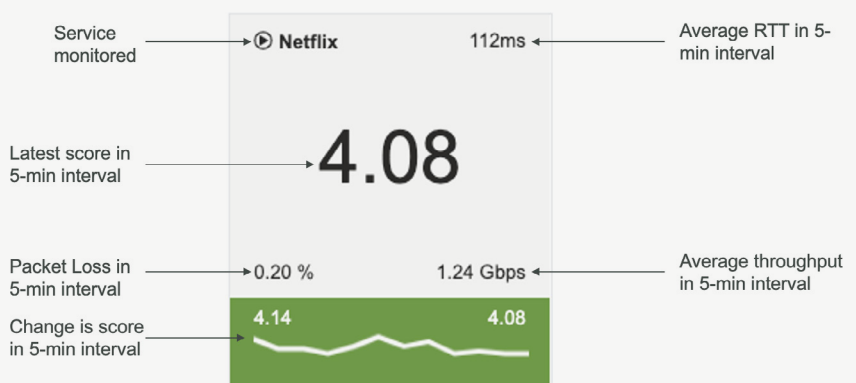 Service
monitored
Netflix
112ms
Average RTT in 5-
min interval
Latest score in
5-min interval
4.08
Packet Loss in
5-min interval
0.20 %
1.24 Gbps
Average throughput
in 5-min interval
Change is score
in 5-min interval
4.14
4.08